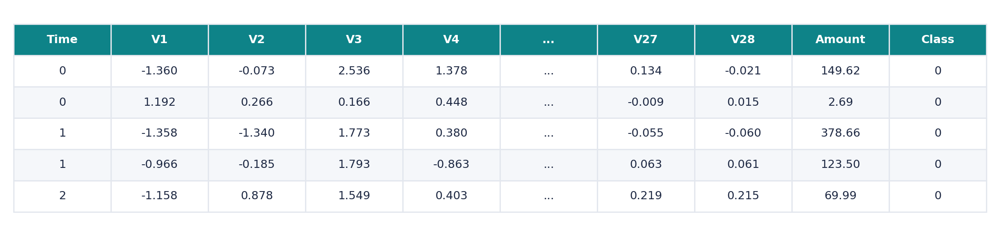 Time V1 V2 V3 V4 ... V27 V28 Amount Class
0 -1.360 -0.073 2.536 1.378 ... 0.134 -0.021 149.62 0
0 1.192 0.266 0.166 0.448 ... -0.009 0.015 2.69 0
1 -1.358 -1.340 1.773 0.380 ... -0.055 -0.060 378.66 0
1 -0.966 -0.185 1.793 -0.863 ... 0.063 0.061 123.50 0
2 -1.158 0.878 1.549 0.403 ... 0.219 0.215 69.99 0